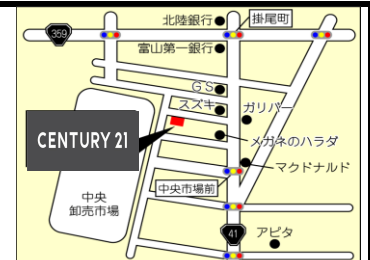 北陸銀行
掛尾町
359
富山第一銀行
GS
スズキ
ガリバー
CENTURY 21
メガネのハラダ
マクドナルド
中央市場前
中央
卸売市場
41
アピタ